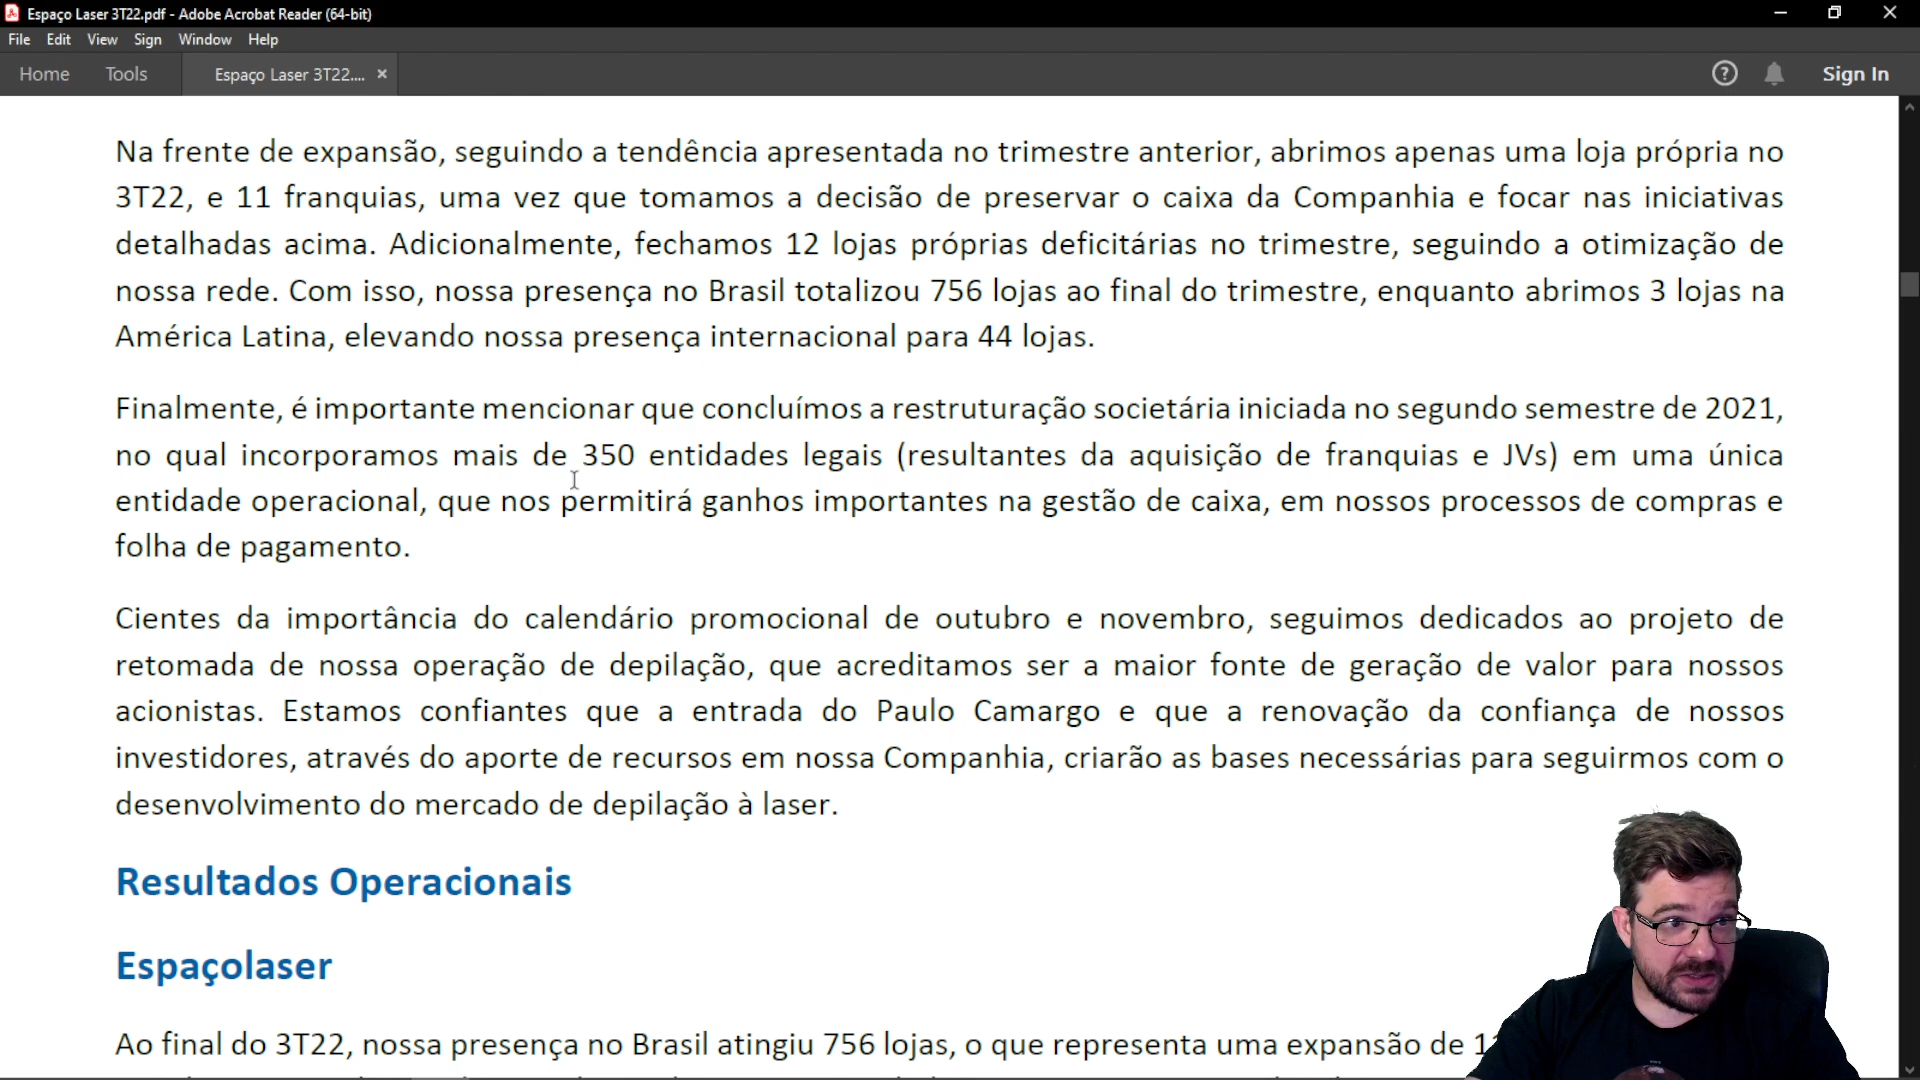 Espaço Laser 3T22.pdf - Adobe Acrobat Reader (64-bit)
File Edit View Sign Window Help
Home Tools Espaço Laser 3T22.... Sign In
Na frente de expansão, seguindo a tendência apresentada no trimestre anterior, abrimos apenas uma loja própria no
3T22, e 11 franquias, uma vez que tomamos a decisão de preservar o caixa da Companhia e focar nas iniciativas
detalhadas acima. Adicionalmente, fechamos 12 lojas próprias deficitárias no trimestre, seguindo a otimização de
nossa rede. Com isso, nossa presença no Brasil totalizou 756 lojas ao final do trimestre, enquanto abrimos 3 lojas na
América Latina, elevando nossa presença internacional para 44 lojas.
Finalmente, é importante mencionar que concluímos a restruturação societária iniciada no segundo semestre de 2021,
no qual incorporamos mais de 350 entidades legais (resultantes da aquisição de franquias e JVs) em uma única
entidade operacional, que nos permitirá ganhos importantes na gestão de caixa, em nossos processos de compras e
folha de pagamento.
Cientes da importância do calendário promocional de outubro e novembro, seguimos dedicados ao projeto de
retomada de nossa operação de depilação, que acreditamos ser a maior fonte de geração de valor para nossos
acionistas. Estamos confiantes que a entrada do Paulo Camargo e que a renovação da confiança de nossos
investidores, através do aporte de recursos em nossa Companhia, criarão as bases necessárias para seguirmos com o
desenvolvimento do mercado de depilação à laser.
Resultados Operacionais
Espaçolaser
Ao final do 3T22, nossa presença no Brasil atingiu 756 lojas, o que representa uma expansão de